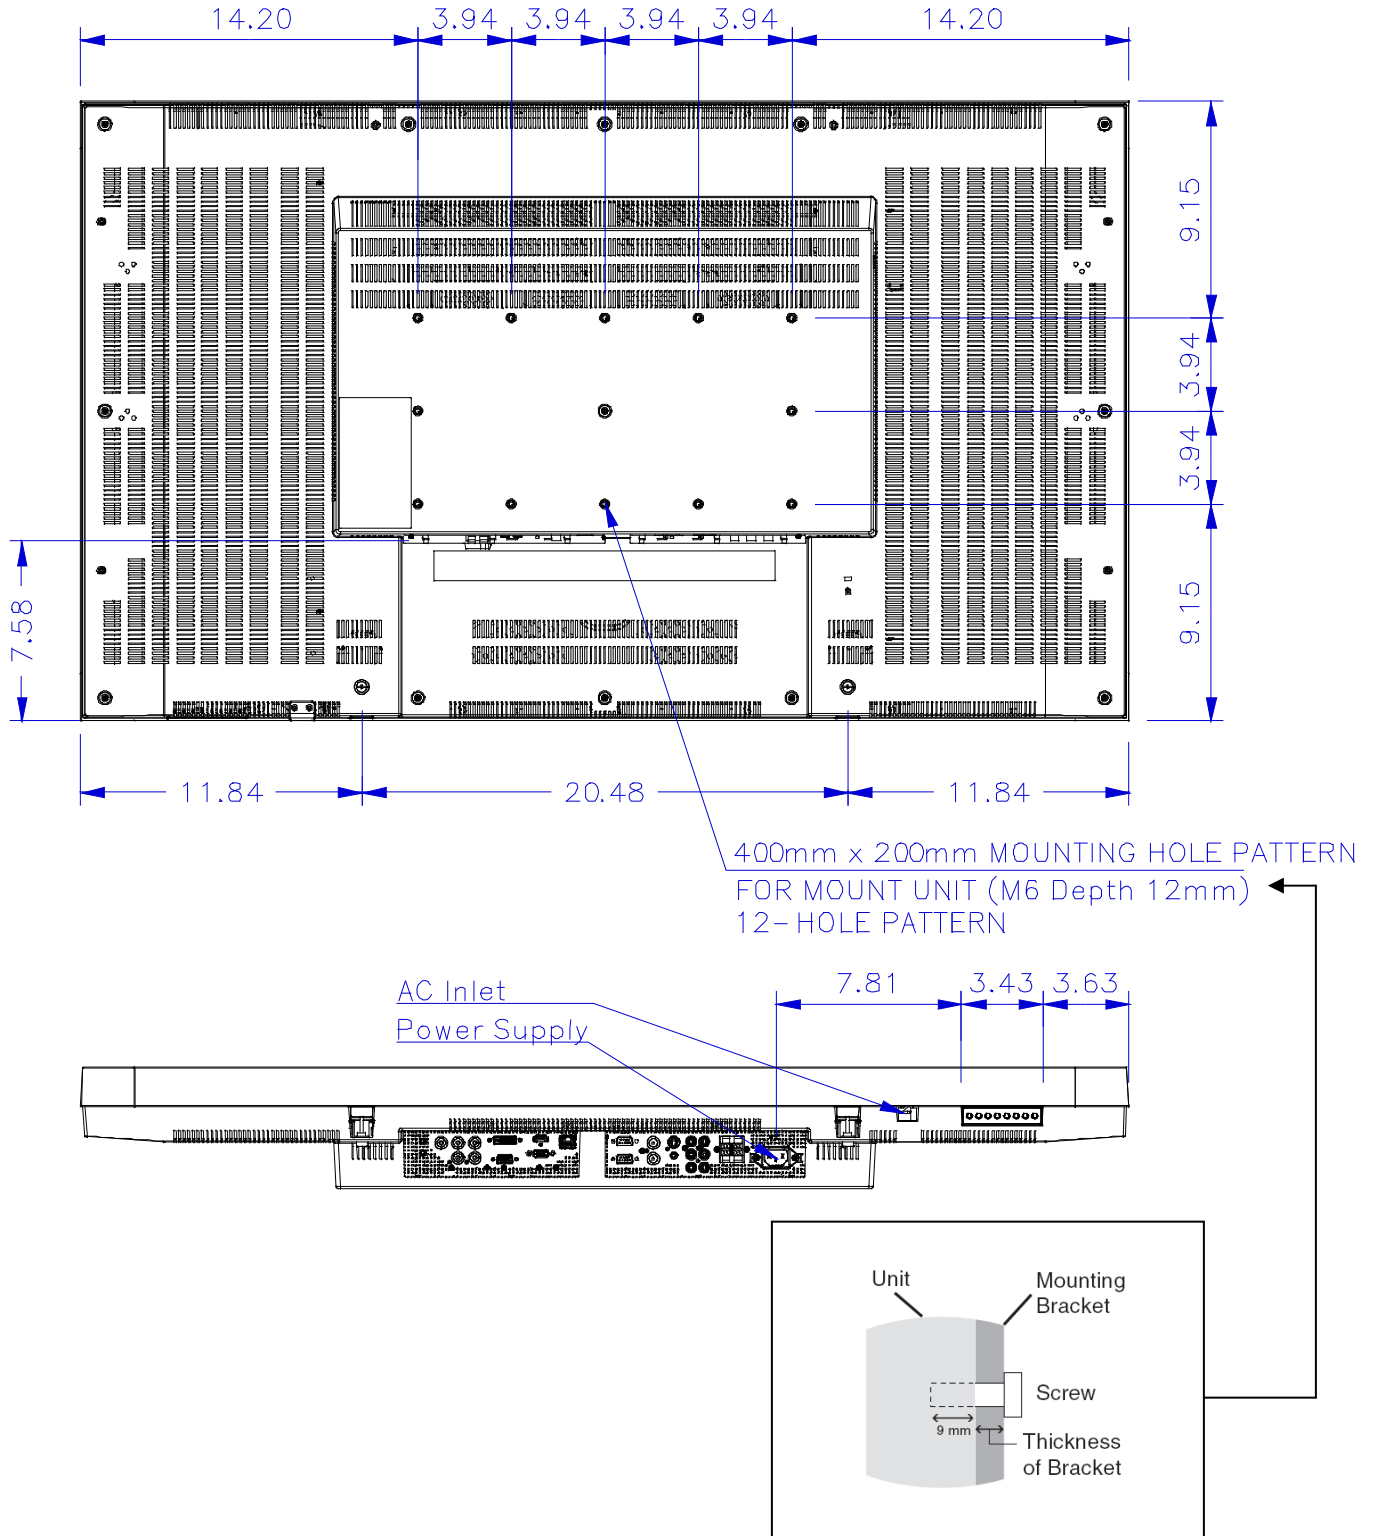 14.20 3.94 3.94 3.94 3.94 14.20
9.15
3.94
3.94
9.15
7.58
11.84 20.48 11.84
400mm x 200mm MOUNTING HOLE PATTERN
FOR MOUNT UNIT (M6 Depth 12mm)
12-HOLE PATTERN
7.81 3.43 3.63
AC Inlet
Power Supply
Unit
Mounting
Bracket
Screw
9 mm
Thickness
of Bracket